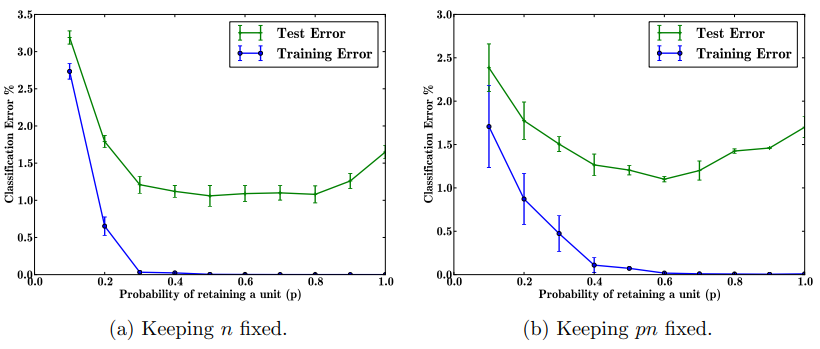 3.5
3.0
2.5
2.0
1.5
1.0
0.5
0.0
Classification Error %
Test Error
Training Error
0.0 0.2 0.4 0.6 0.8 1.0
Probability of retaining a unit (p)
(a) Keeping n fixed.
3.0
2.5
2.0
1.5
1.0
0.5
0.0
Classification Error %
Test Error
Training Error
0.0 0.2 0.4 0.6 0.8 1.0
Probability of retaining a unit (p)
(b) Keeping pn fixed.